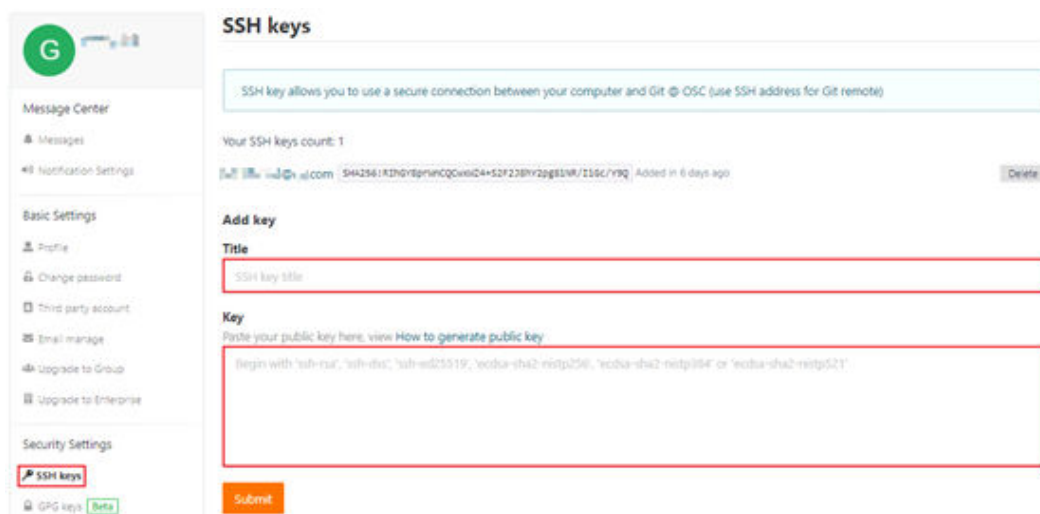 G
SSH keys
SSH key allows you to use a secure connection between your computer and Git @ OSC (use SSH address for Git remote)
Message Center
Messages
Notification Settings
Your SSH keys count: 1
com Added in 6 days ago Delete
Basic Settings
Profile
Change password
Third party account
Email manage
Upgrade to Group
Upgrade to Enterprise
Security Settings
SSH keys
GPG keys Beta
Add key
Title
SSH key title
Key
Paste your public key here, view How to generate public key
Begin with 'ssh-rsa', 'ssh-dss', 'ssh-ed25519', 'ecdsa-sha2-nistp256', 'ecdsa-sha2-nistp384' or 'ecdsa-sha2-nistp521'
Submit